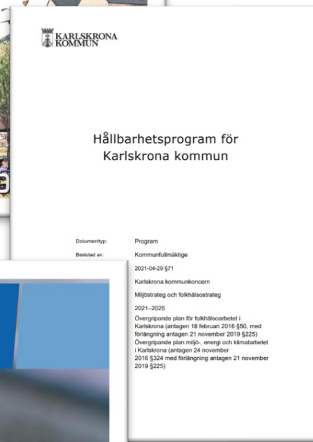 KARLSKRONA
KOMMUN
Hållbarhetsprogram för
Karlskrona kommun
Dokumenttyp: Program
Beslutad av: Kommunfullmäktige
2021-04-29 §71
Karlskrona kommunkoncern
Miljöstrateg och folkhälsostrateg
2021–2025
Övergripande plan för folkhälsoarbetet i
Karlskrona (antagen 18 februari 2016 §50, med
förlängning antagen 21 november 2019 §225)
Övergripande plan miljö-, energi och klimatarbetet
i Karlskrona (antagen 24 november
2016 §324 med förlängning antagen 21 november
2019 §225)